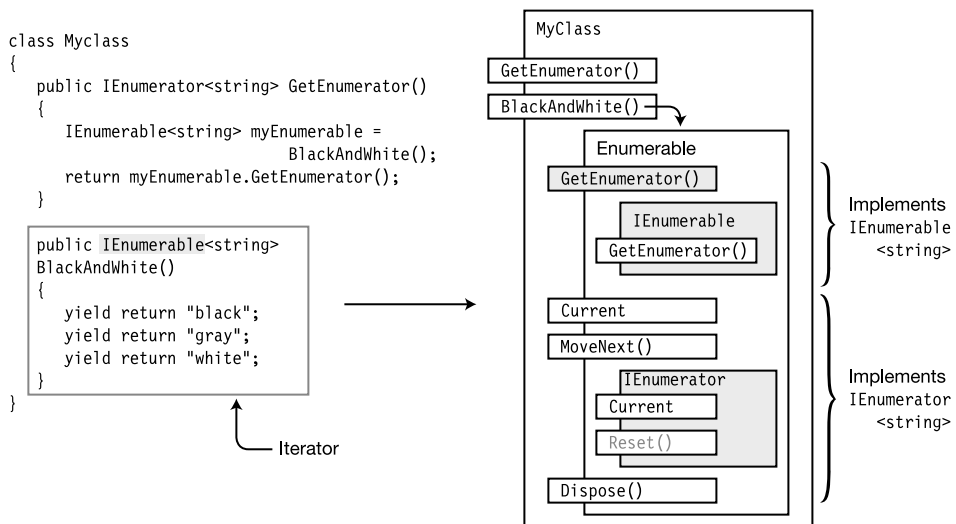 class Myclass
{
public IEnumerator<string> GetEnumerator()
{
IEnumerable<string> myEnumerable =
BlackAndWhite();
return myEnumerable.GetEnumerator();
}
public IEnumerable<string>
BlackAndWhite()
{
yield return "black";
yield return "gray";
yield return "white";
}
}
Iterator
MyClass
GetEnumerator()
BlackAndWhite()
Enumerable
GetEnumerator()
IEnumerable
GetEnumerator()
Current
MoveNext()
IEnumerator
Current
Reset()
Dispose()
Implements
IEnumerable
<string>
Implements
IEnumerator
<string>